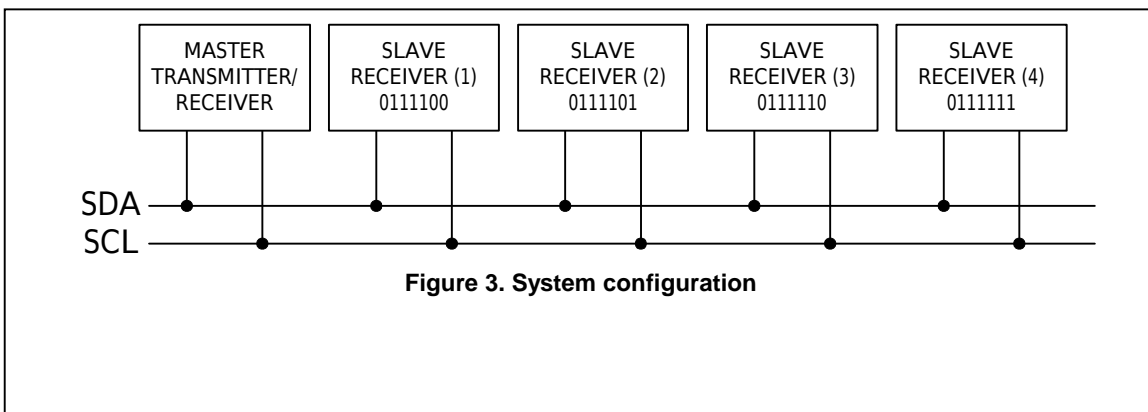 MASTER
TRANSMITTER/
RECEIVER
SLAVE
RECEIVER (1)
0111100
SLAVE
RECEIVER (2)
0111101
SLAVE
RECEIVER (3)
0111110
SLAVE
RECEIVER (4)
0111111
SDA
SCL
Figure 3. System configuration